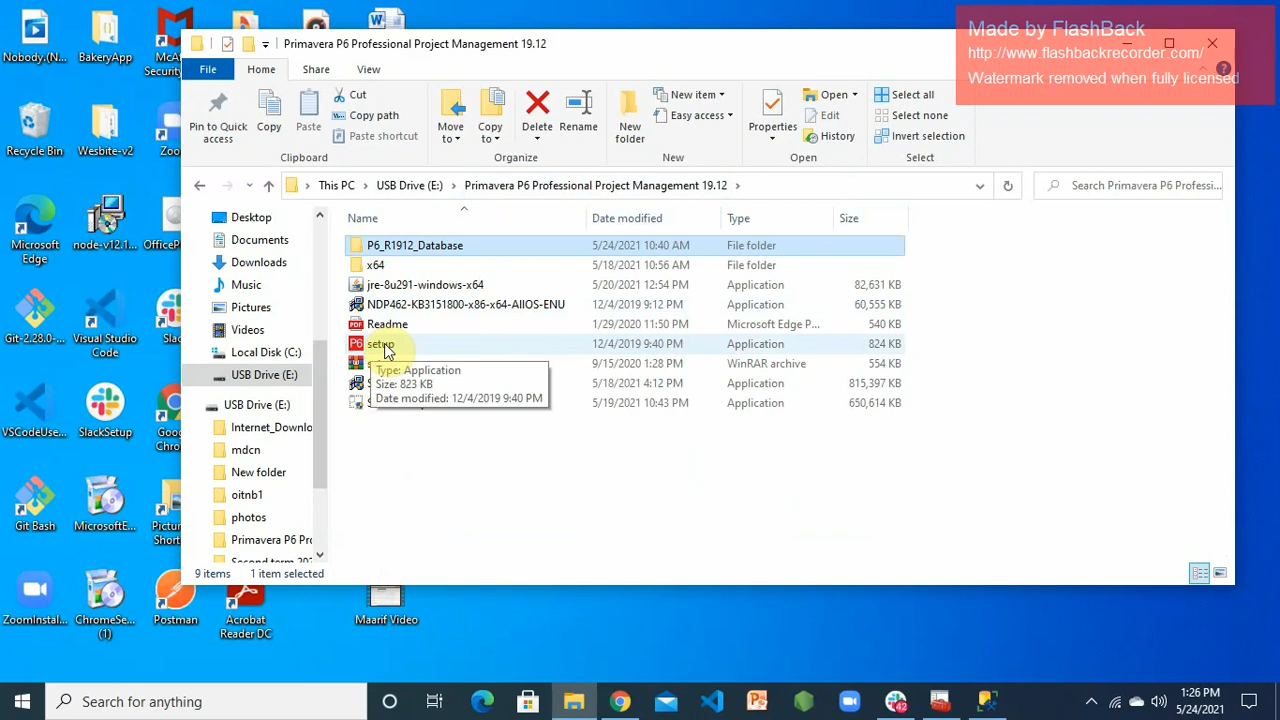 Made by FlashBack
http://www.flashbackrecorder.com/
Watermark removed when fully licensed
Primavera P6 Professional Project Management 19.12
File
Home
Share
View
Pin to Quick access
Copy
Paste
Cut
Copy path
Paste shortcut
Clipboard
Move to
Copy to
Delete
Rename
Organize
New folder
New item
Easy access
New
Properties
Open
Edit
History
Open
Select all
Select none
Invert selection
Select
This PC
USB Drive (E:)
Primavera P6 Professional Project Management 19.12
Search Primavera P6 Professi...
Name
Date modified
Type
Size
P6_R1912_Database 5/24/2021 10:40 AM File folder
x64 5/18/2021 10:56 AM File folder
jre-8u291-windows-x64 5/20/2021 12:54 PM Application 82,631 KB
NDP462-KB3151800-x86-x64-AIIOS-ENU 12/4/2019 9:12 PM Application 60,555 KB
Readme 1/29/2020 11:50 PM Microsoft Edge P... 540 KB
setup 12/4/2019 9:40 PM Application 824 KB
9/15/2020 1:28 PM WinRAR archive 554 KB
5/18/2021 4:12 PM Application 815,397 KB
5/19/2021 10:43 PM Application 650,614 KB
Type: Application
Size: 823 KB
Date modified: 12/4/2019 9:40 PM
Desktop
Documents
Downloads
Music
Pictures
Videos
Local Disk (C:)
USB Drive (E:)
USB Drive (E:)
Internet_Downlo
mdcn
New folder
oitnb1
photos
Primavera P6 Pro
Second term 202
9 items
1 item selected
Nobody.(N...
BakeryApp
McAf
Security
Recycle Bin
Wesbite-v2
Zoo
Microsoft Edge
node-v12.1...
OfficeP
Git-2.28.0-...
Visual Studio Code
Slac
VSCodeUse...
SlackSetup
Goo
Chr
Git Bash
MicrosoftE...
Pictur
Short
ZoomInstal...
ChromeSe... (1)
Postman
Acrobat Reader DC
Maarif Video
Search for anything
42
1:26 PM
5/24/2021